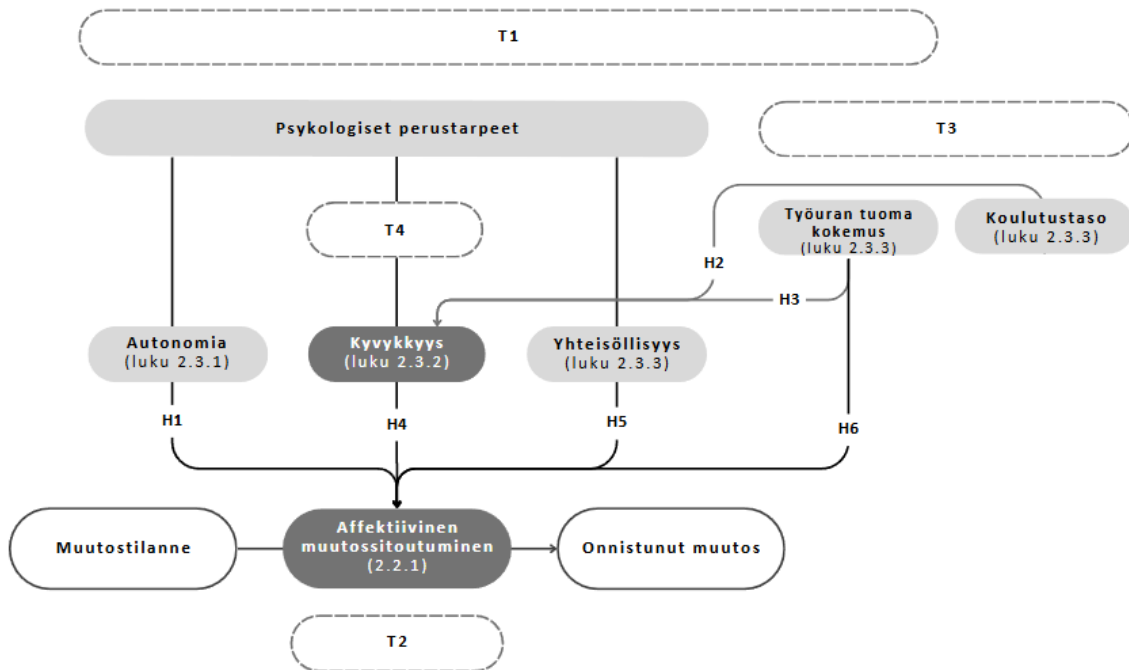 T1
Psykologiset perustarpeet
T3
T4
Työuran tuoma
kokemus
(luku 2.3.3)
Koulutustaso
(luku 2.3.3)
H2
H3
Autonomia
(luku 2.3.1)
Kyvykkyys
(luku 2.3.2)
Yhteisöllisyys
(luku 2.3.3)
H1
H4
H5
H6
Muutostilanne
Affektiivinen
muutossitoutuminen
(2.2.1)
Onnistunut muutos
T2